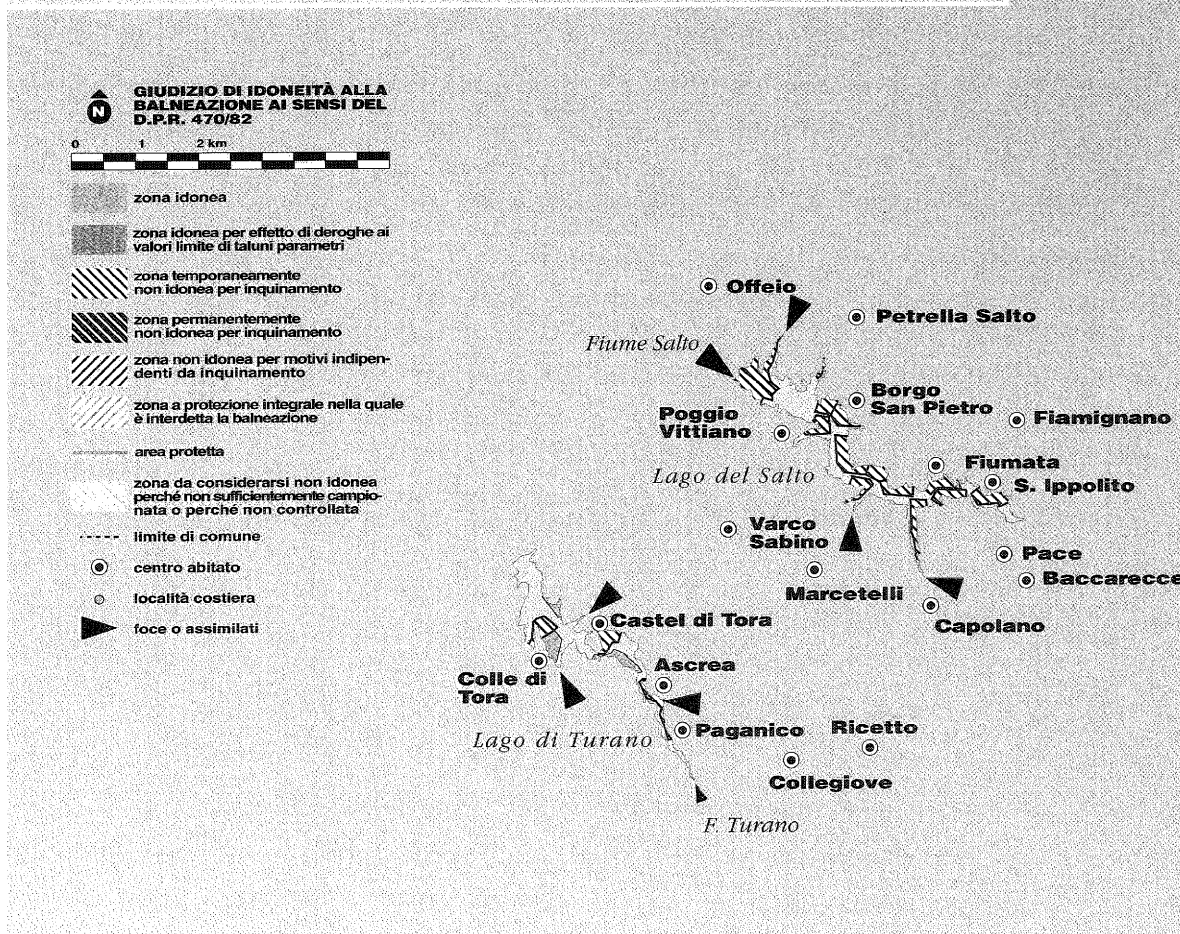 N
GIUDIZIO DI IDONEITÀ ALLA
BALNEAZIONE AI SENSI DEL
D.P.R. 470/82
0 1 2 km
zona idonea
zona idonea per effetto di deroghe ai
valori limite di taluni parametri
zona temporaneamente
non idonea per inquinamento
zona permanentemente
non idonea per inquinamento
zona non idonea per motivi indipen-
denti da inquinamento
zona a protezione integrale nella quale
è interdetta la balneazione
area protetta
zona da considerarsi non idonea
perché non sufficientemente campio-
nata o perché non controllata
limite di comune
centro abitato
località costiera
foce o assimilati
Offeio
Petrella Salto
Fiume Salto
Borgo
San Pietro
Poggio
Vittiano
Fiamignano
Lago del Salto
Fiumata
S. Ippolito
Varco
Sabino
Pace
Marcetelli
Baccarecce
Capolano
Castel di Tora
Colle di
Tora
Ascrea
Lago di Turano
Paganico
Ricetto
Collegiove
F. Turano